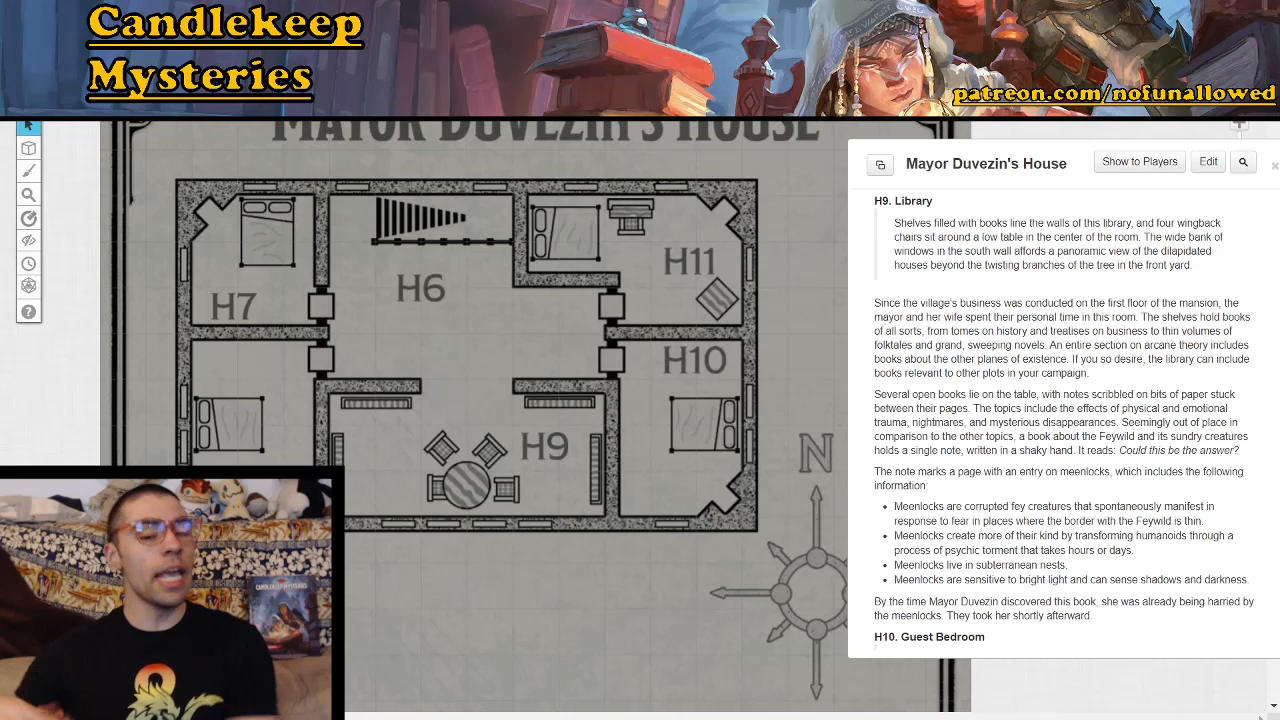 Candlekeep
Mysteries
patreon.com/nofunallowed
MAYOR DUVEZIN'S HOUSE
H7
H6
H11
H10
H9
N
Mayor Duvezin's House
Show to Players
Edit
H9. Library
Shelves filled with books line the walls of this library, and four wingback
chairs sit around a low table in the center of the room. The wide bank of
windows in the south wall affords a panoramic view of the dilapidated
houses beyond the twisting branches of the tree in the front yard.
Since the village's business was conducted on the first floor of the mansion, the
mayor and her wife spent their personal time in this room. The shelves hold books
of all sorts, from tomes on history and treatises on business to thin volumes of
folktales and grand, sweeping novels. An entire section on arcane theory includes
books about the other planes of existence. If you so desire, the library can include
books relevant to other plots in your campaign.
Several open books lie on the table, with notes scribbled on bits of paper stuck
between their pages. The topics include the effects of physical and emotional
trauma, nightmares, and mysterious disappearances. Seemingly out of place in
comparison to the other topics, a book about the Feywild and its sundry creatures
holds a single note, written in a shaky hand. It reads: Could this be the answer?
The note marks a page with an entry on meenlocks, which includes the following
information:
• Meenlocks are corrupted fey creatures that spontaneously manifest in
response to fear in places where the border with the Feywild is thin.
• Meenlocks create more of their kind by transforming humanoids through a
process of psychic torment that takes hours or days.
• Meenlocks live in subterranean nests.
• Meenlocks are sensitive to bright light and can sense shadows and darkness.
By the time Mayor Duvezin discovered this book, she was already being harried by
the meenlocks. They took her shortly afterward.
H10. Guest Bedroom